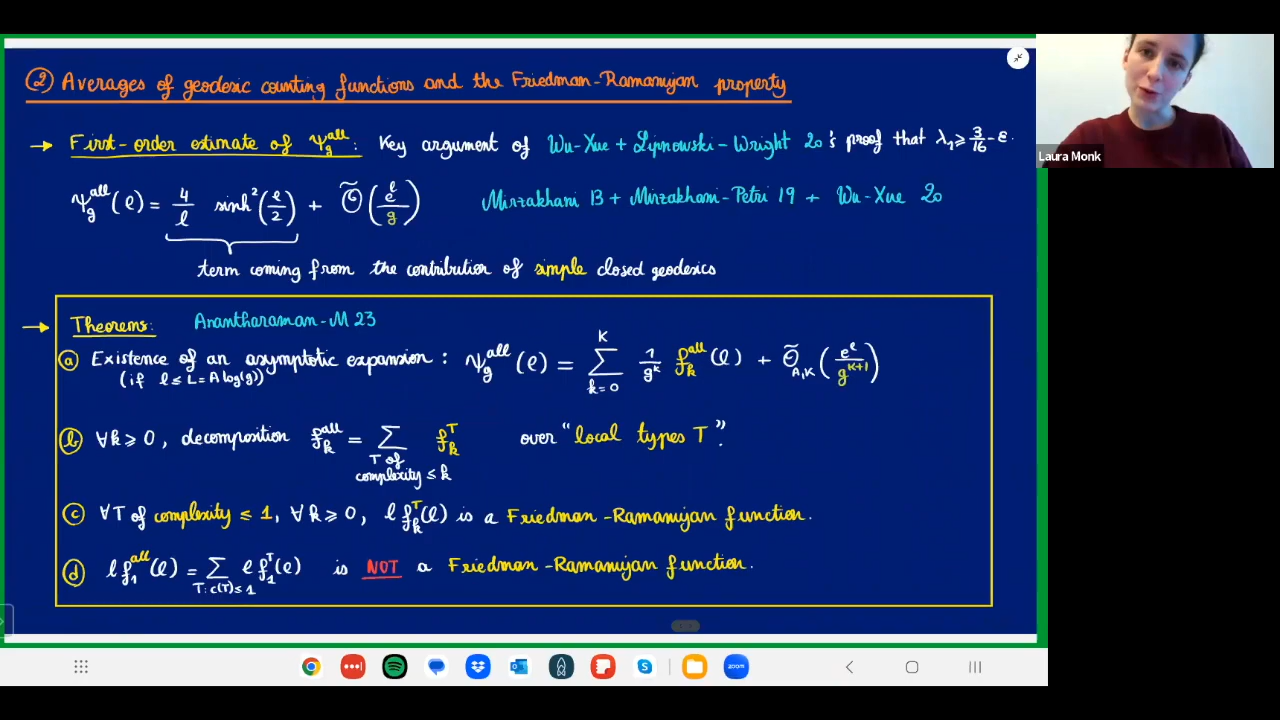 ② Averages of geodesic counting functions and the Friedman-Ramanujan property
→ First-order estimate of Ψ_g^all : Key argument of Wu-Xue + Lipnowski-Wright 20's proof that λ₁ ≥ 3/16 - ε.
Ψ_g^all (ℓ) = 4/ℓ sinh² (ℓ/2) + Õ (e^ℓ/g) Mirzakhani 13 + Mirzakhani-Petri 19 + Wu-Xue 20
term coming from the contribution of simple closed geodesics
→ Theorems: Anantharaman-M 23
ⓐ Existence of an asymptotic expansion : Ψ_g^all (ℓ) = Σ_{k=0}^{K} 1/g^k f_k^all (ℓ) + Õ_{A,K} (e^ℓ/g^{K+1})
(if ℓ ≤ L = A log(g))
ⓑ ∀k ≥ 0, decomposition f_k^all = Σ_{T of complexity ≤ k} f_k^T over "local types T".
ⓒ ∀T of complexity ≤ 1, ∀k ≥ 0, ℓ f_k^T(ℓ) is a Friedman-Ramanujan function.
ⓓ ℓ f_1^all (ℓ) = Σ_{T: c(T) ≤ 1} ℓ f_1^T(ℓ) is NOT a Friedman-Ramanujan function.
Laura Monk
zoom